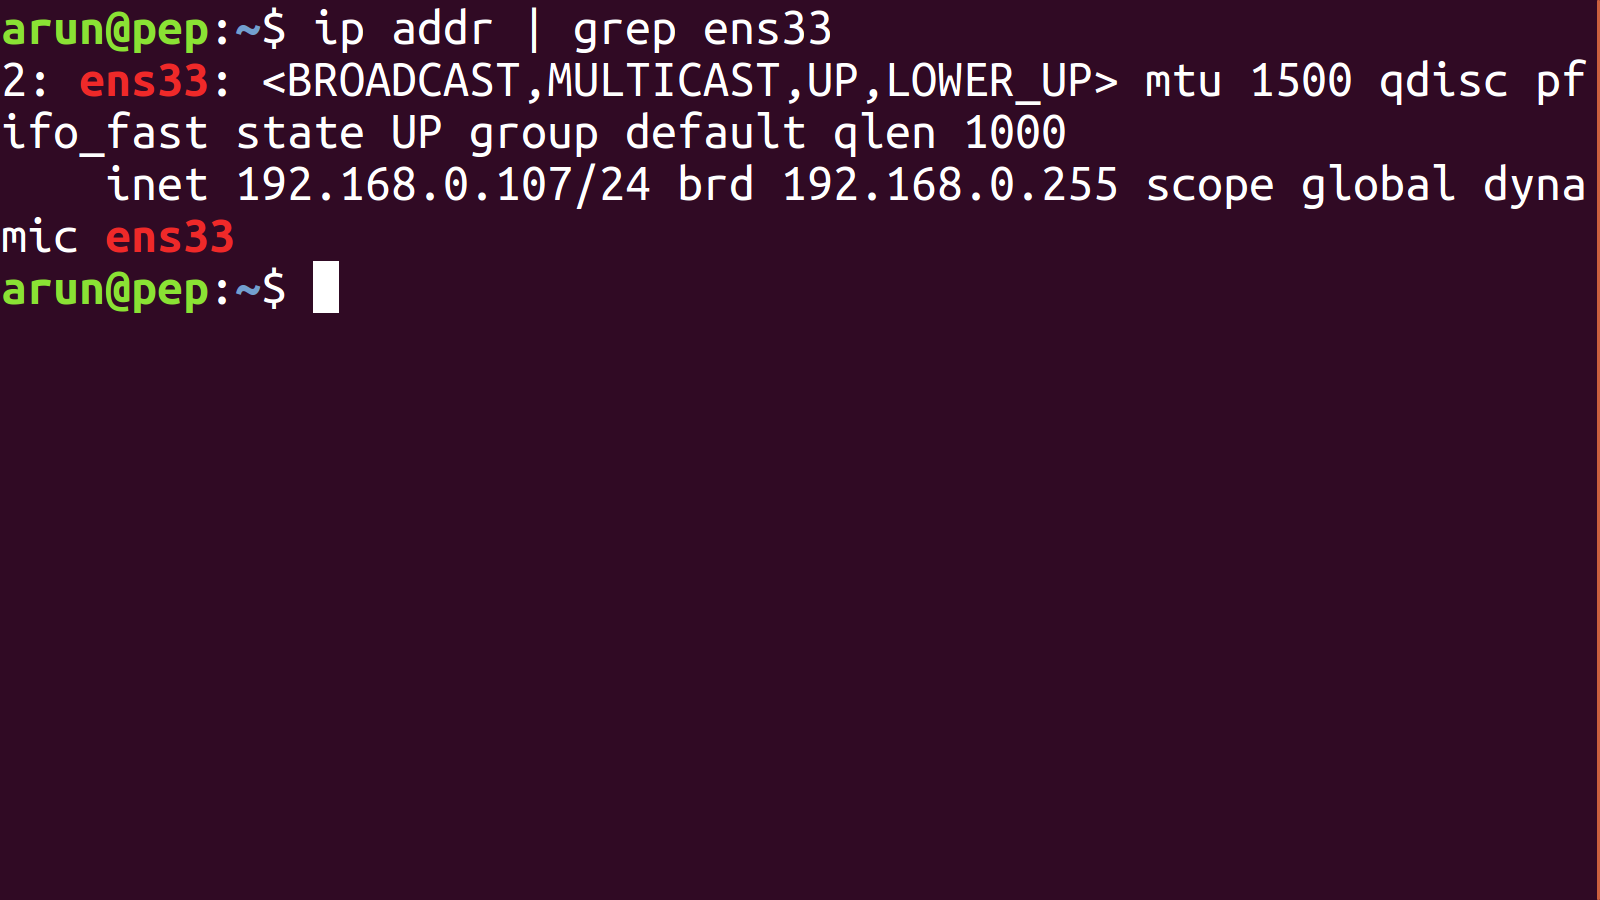 arun@pep:~$ ip addr | grep ens33
2: ens33: <BROADCAST,MULTICAST,UP,LOWER_UP> mtu 1500 qdisc pf
ifo_fast state UP group default qlen 1000
    inet 192.168.0.107/24 brd 192.168.0.255 scope global dyna
mic ens33
arun@pep:~$